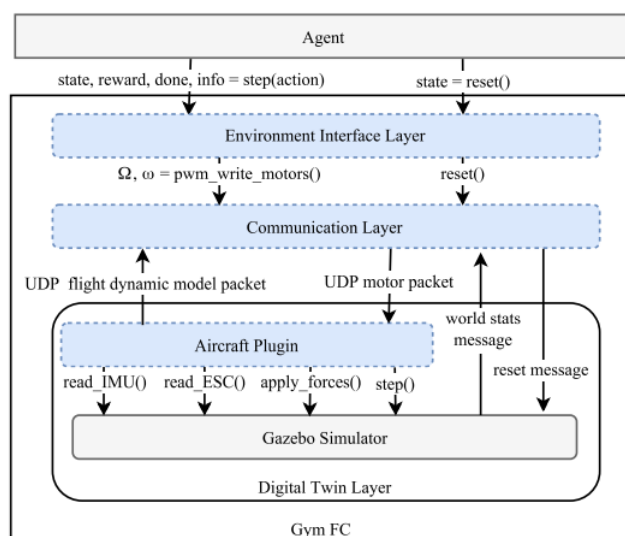 Agent
state, reward, done, info = step(action)
state = reset()
Environment Interface Layer
Ω, ω = pwm_write_motors()
reset()
Communication Layer
UDP flight dynamic model packet
UDP motor packet
world stats
message
reset message
Aircraft Plugin
read_IMU()
read_ESC()
apply_forces()
step()
Gazebo Simulator
Digital Twin Layer
Gym FC